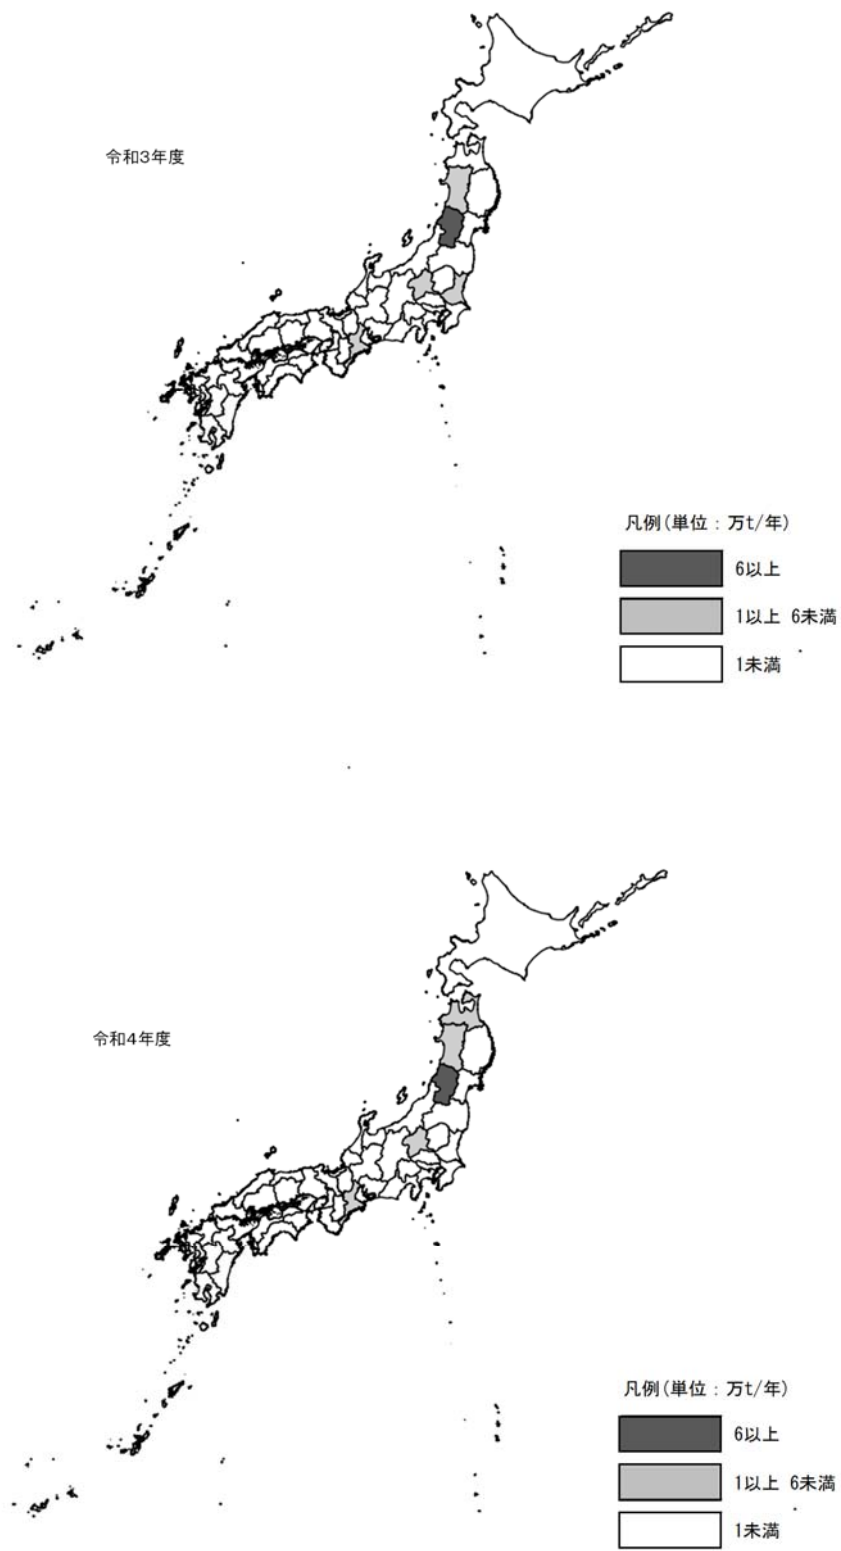 令和3年度
凡例(単位：万t/年)
6以上
1以上 6未満
1未満
令和4年度
凡例(単位：万t/年)
6以上
1以上 6未満
1未満